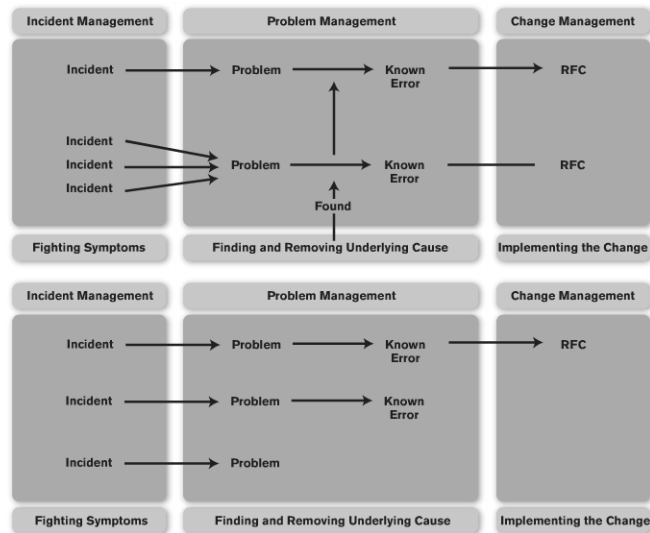 Incident Management Problem Management Change Management
Incident Problem Known Error RFC
Incident
Incident Problem Known Error RFC
Incident
Found
Fighting Symptoms Finding and Removing Underlying Cause Implementing the Change
Incident Management Problem Management Change Management
Incident Problem Known Error RFC
Incident Problem Known Error
Incident Problem
Fighting Symptoms Finding and Removing Underlying Cause Implementing the Change